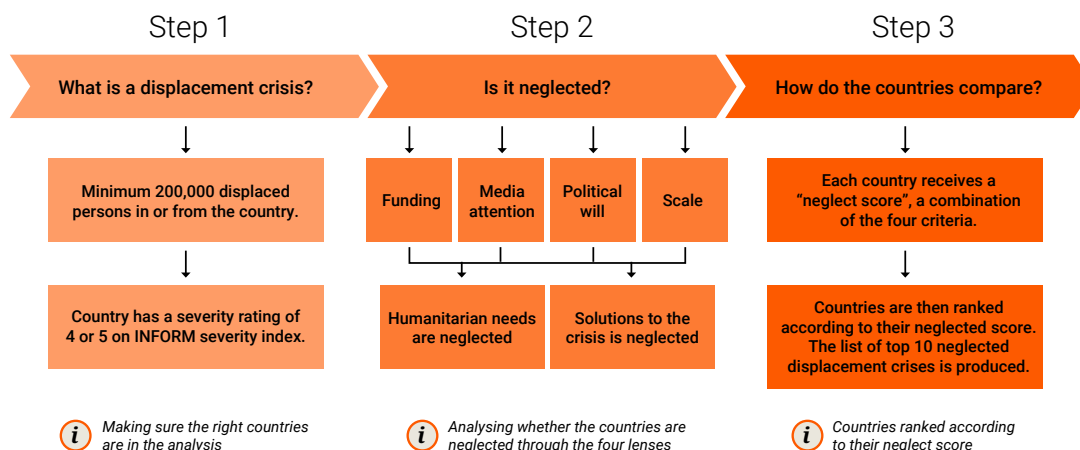 Step 1
Step 2
Step 3
What is a displacement crisis?
Is it neglected?
How do the countries compare?
Minimum 200,000 displaced
persons in or from the country.
Country has a severity rating of
4 or 5 on INFORM severity index.
Funding
Media
attention
Political
will
Scale
Humanitarian needs
are neglected
Solutions to the
crisis is neglected
Each country receives a
“neglect score”, a combination
of the four criteria.
Countries are then ranked
according to their neglected score.
The list of top 10 neglected
displacement crises is produced.
i
Making sure the right countries
are in the analysis
i
Analysing whether the countries are
neglected through the four lenses
i
Countries ranked according
to their neglect score